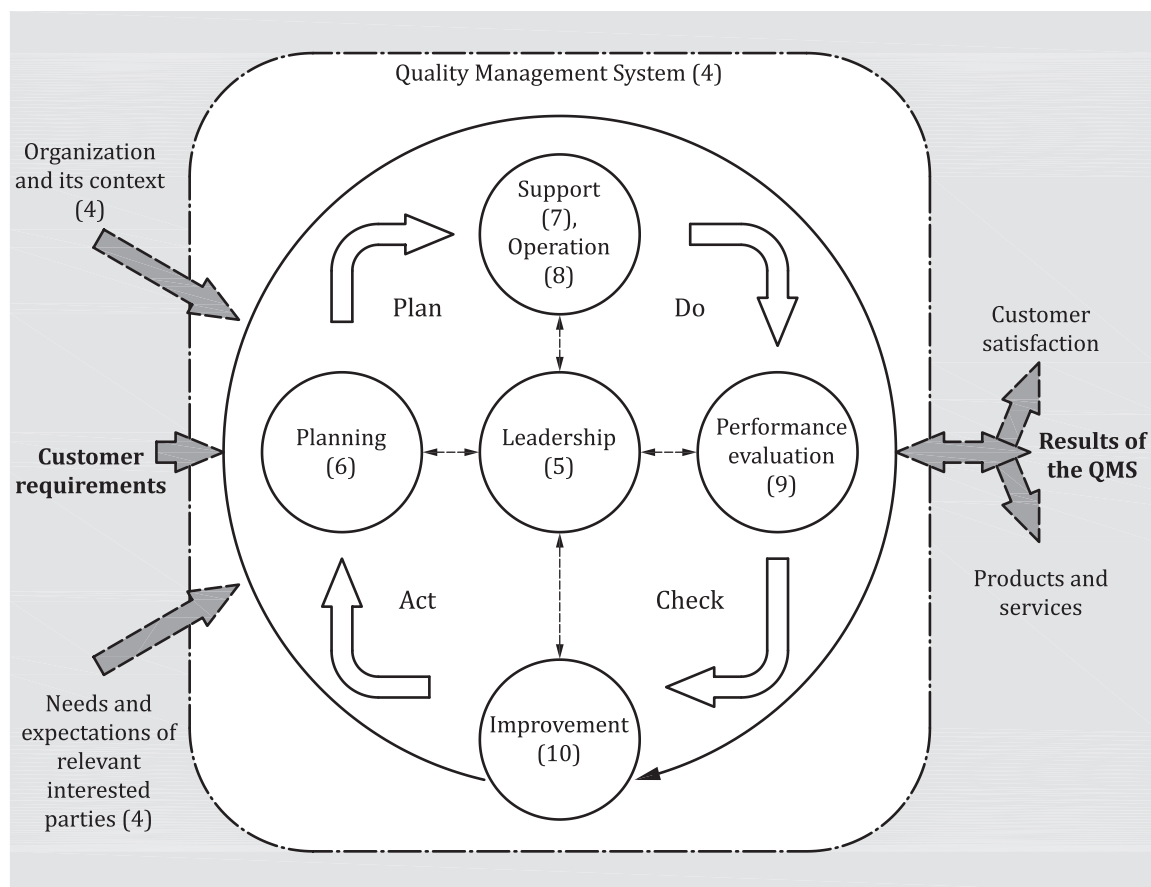 Quality Management System (4)
Organization
and its context
(4)
Support
(7),
Operation
(8)
Plan
Do
Customer
satisfaction
Planning
(6)
Leadership
(5)
Performance
evaluation
(9)
Customer
requirements
Results of
the QMS
Act
Check
Products and
services
Improvement
(10)
Needs and
expectations of
relevant
interested
parties (4)